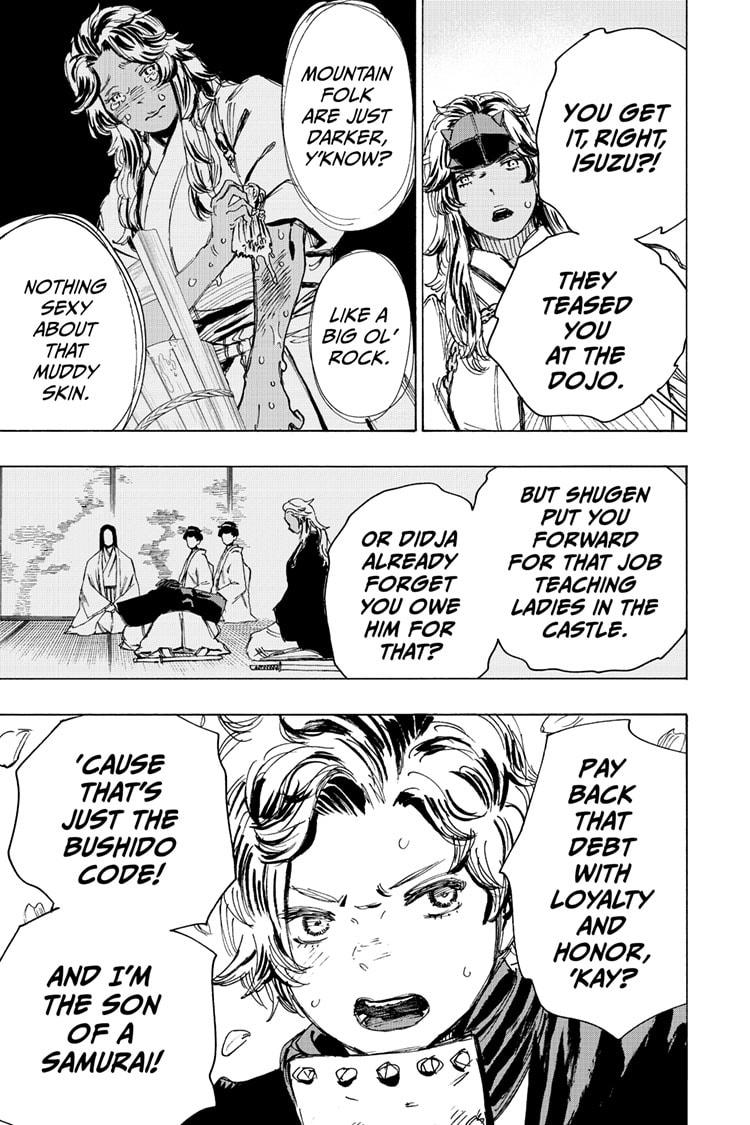 YOU GET
IT, RIGHT,
ISUZU?!
THEY
TEASED
YOU
AT THE
DOJO.
MOUNTAIN
FOLK
ARE JUST
DARKER,
Y'KNOW?
LIKE A
BIG OL'
ROCK.
NOTHING
SEXY
ABOUT
THAT
MUDDY
SKIN.
BUT SHUGEN
PUT YOU
FORWARD
FOR THAT JOB
TEACHING
LADIES IN THE
CASTLE.
OR DIDJA
ALREADY
FORGET
YOU OWE
HIM FOR
THAT?
PAY
BACK
THAT
DEBT
WITH
LOYALTY
AND
HONOR,
'KAY?
'CAUSE
THAT'S
JUST THE
BUSHIDO
CODE!
AND I'M
THE SON
OF A
SAMURAI!